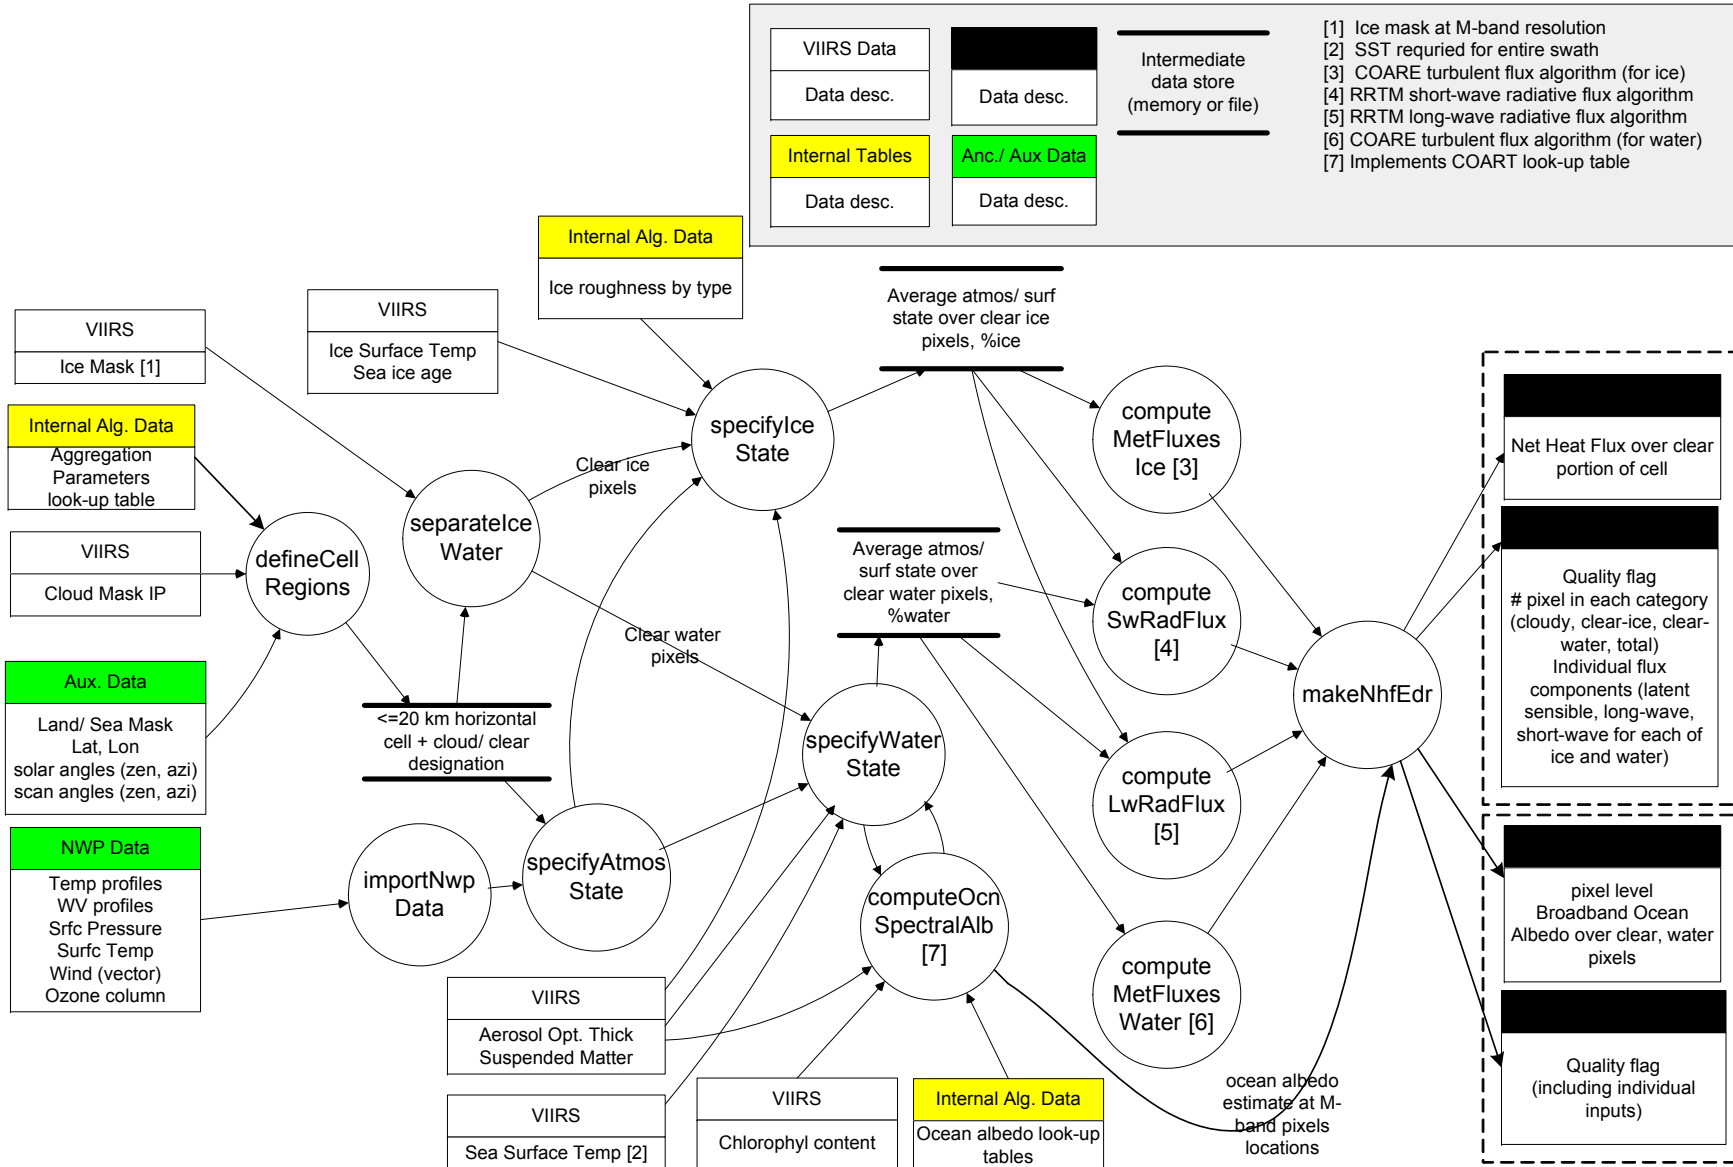 VIIRS Data
Data desc.
Data desc.
Intermediate
data store
(memory or file)
Internal Tables
Data desc.
Anc./ Aux Data
Data desc.
[1] Ice mask at M-band resolution
[2] SST requried for entire swath
[3] COARE turbulent flux algorithm (for ice)
[4] RRTM short-wave radiative flux algorithm
[5] RRTM long-wave radiative flux algorithm
[6] COARE turbulent flux algorithm (for water)
[7] Implements COART look-up table
Internal Alg. Data
Ice roughness by type
VIIRS
Ice Surface Temp
Sea ice age
VIIRS
Ice Mask [1]
Internal Alg. Data
Aggregation
Parameters
look-up table
VIIRS
Cloud Mask IP
Aux. Data
Land/ Sea Mask
Lat, Lon
solar angles (zen, azi)
scan angles (zen, azi)
NWP Data
Temp profiles
WV profiles
Srfc Pressure
Surfc Temp
Wind (vector)
Ozone column
defineCell
Regions
separateIce
Water
Clear ice
pixels
Clear water
pixels
<=20 km horizontal
cell + cloud/ clear
designation
importNwp
Data
specifyAtmos
State
specifyIce
State
Average atmos/ surf
state over clear ice
pixels, %ice
Average atmos/
surf state over
clear water pixels,
%water
specifyWater
State
computeOcn
SpectralAlb
[7]
VIIRS
Aerosol Opt. Thick
Suspended Matter
VIIRS
Sea Surface Temp [2]
VIIRS
Chlorophyl content
Internal Alg. Data
Ocean albedo look-up
tables
compute
MetFluxes
Ice [3]
compute
SwRadFlux
[4]
compute
LwRadFlux
[5]
compute
MetFluxes
Water [6]
makeNhfEdr
ocean albedo
estimate at M-
band pixels
locations
Net Heat Flux over clear
portion of cell
Quality flag
# pixel in each category
(cloudy, clear-ice, clear-
water, total)
Individual flux
components (latent
sensible, long-wave,
short-wave for each of
ice and water)
pixel level
Broadband Ocean
Albedo over clear, water
pixels
Quality flag
(including individual
inputs)